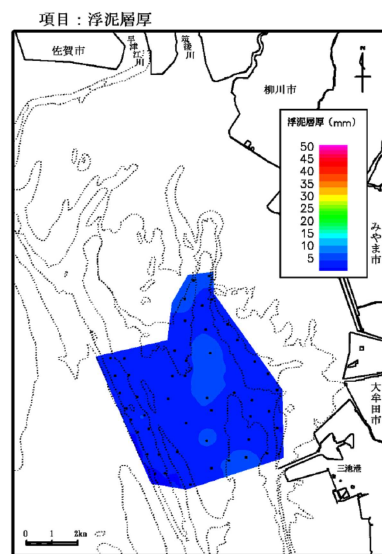 項目：浮泥層厚
佐賀市
早津江川
筑後川
柳川市
N
浮泥層厚(mm)
50
45
40
35
30
25
20
15
10
5
みやま市
大牟田市
三池港
0 1 2km